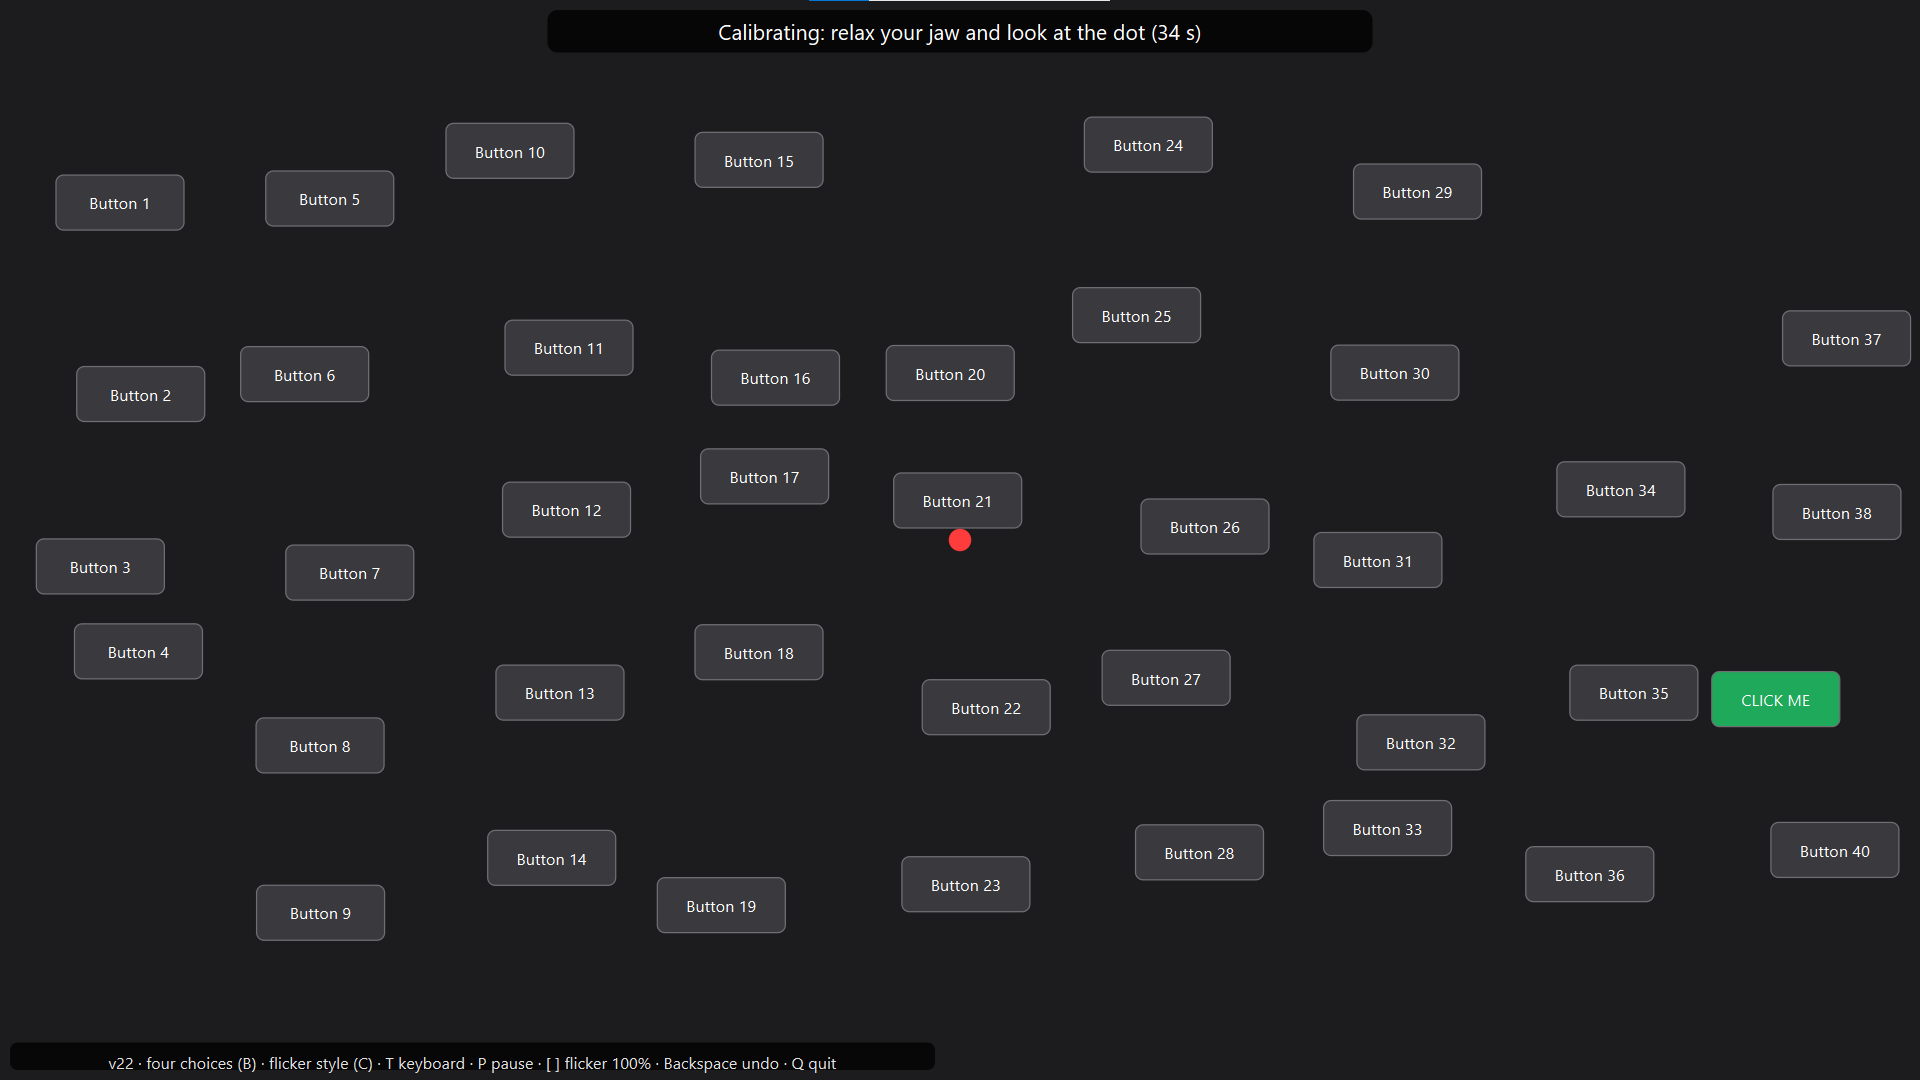 Calibrating: relax your jaw and look at the dot (34 s)
Button 24
Button 10
Button 15
Button 29
Button 5
Button 1
Button 25
Button 37
Button 11
Button 30
Button 20
Button 6
Button 16
Button 2
Button 17
Button 34
Button 21
Button 12
Button 38
Button 26
Button 31
Button 3
Button 7
Button 4
Button 18
Button 27
Button 13
Button 35
CLICK ME
Button 22
Button 32
Button 8
Button 33
Button 40
Button 28
Button 14
Button 36
Button 23
Button 19
Button 9
v22 · four choices (B) · flicker style (C) · T keyboard · P pause · [ ] flicker 100% · Backspace undo · Q quit